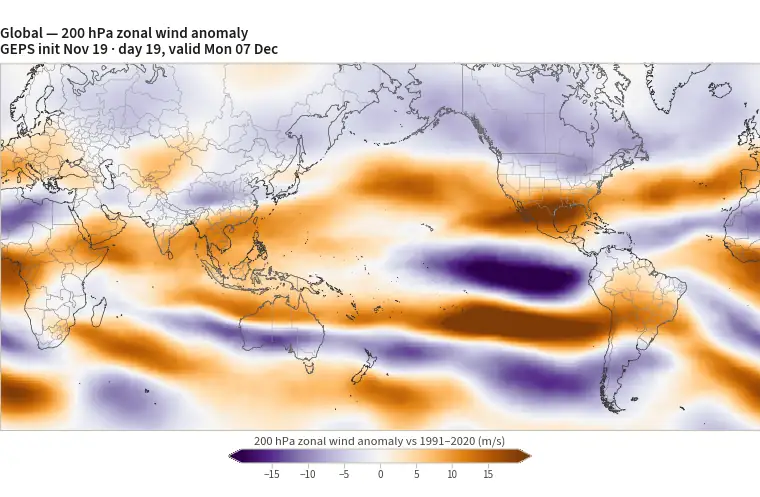 Global — 200 hPa zonal wind anomaly
GEPS init Nov 19 · day 19, valid Mon 07 Dec
200 hPa zonal wind anomaly vs 1991–2020 (m/s)
−15 −10 −5 0 5 10 15